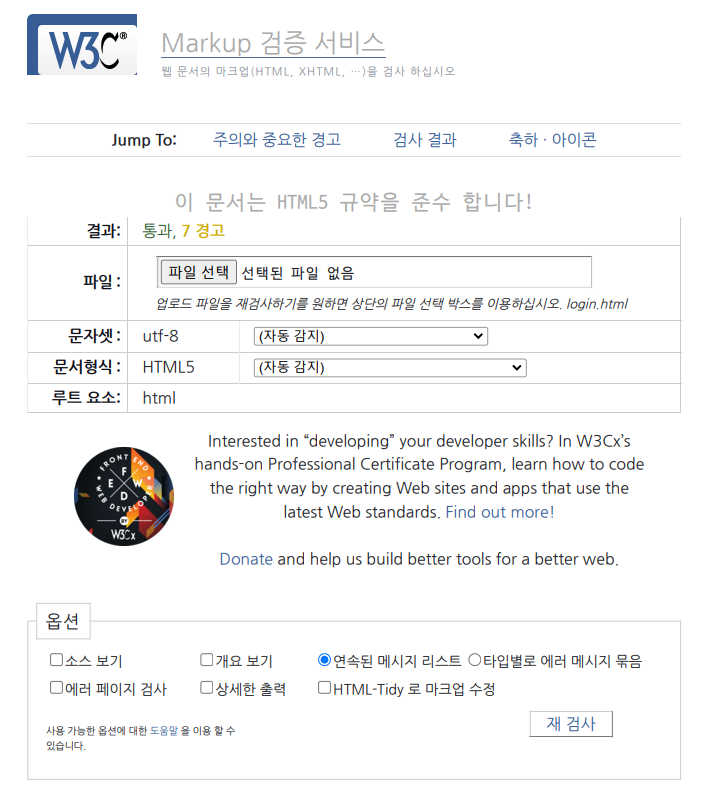 W3C®
Markup 검증 서비스
웹 문서의 마크업(HTML, XHTML, …)을 검사 하십시오
Jump To: 주의와 중요한 경고 검사 결과 축하 · 아이콘
이 문서는 HTML5 규약을 준수 합니다!
결과: 통과, 7 경고
파일 : 파일 선택 선택된 파일 없음
업로드 파일을 재검사하기를 원하면 상단의 파일 선택 박스를 이용하십시오. login.html
문자셋 : utf-8 (자동 감지)
문서형식 : HTML5 (자동 감지)
루트 요소: html
FRONT END
F
E W
D
WEB DEVELOPER
BY
W3Cx
Interested in “developing” your developer skills? In W3Cx’s
hands-on Professional Certificate Program, learn how to code
the right way by creating Web sites and apps that use the
latest Web standards. Find out more!
Donate and help us build better tools for a better web.
옵션
소스 보기 개요 보기 연속된 메시지 리스트 타입별로 에러 메시지 묶음
에러 페이지 검사 상세한 출력 HTML-Tidy 로 마크업 수정
사용 가능한 옵션에 대한 도움말 을 이용 할 수
있습니다.
재 검사